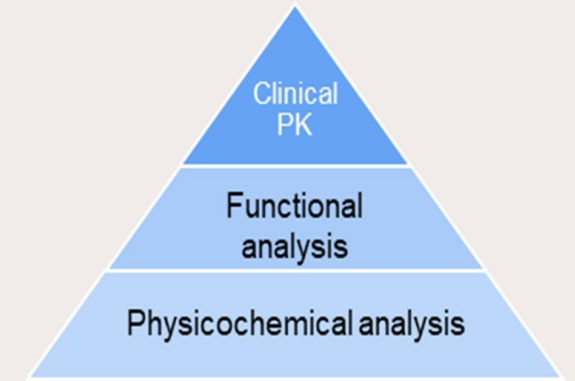 Clinical
PK
Functional
analysis
Physicochemical analysis